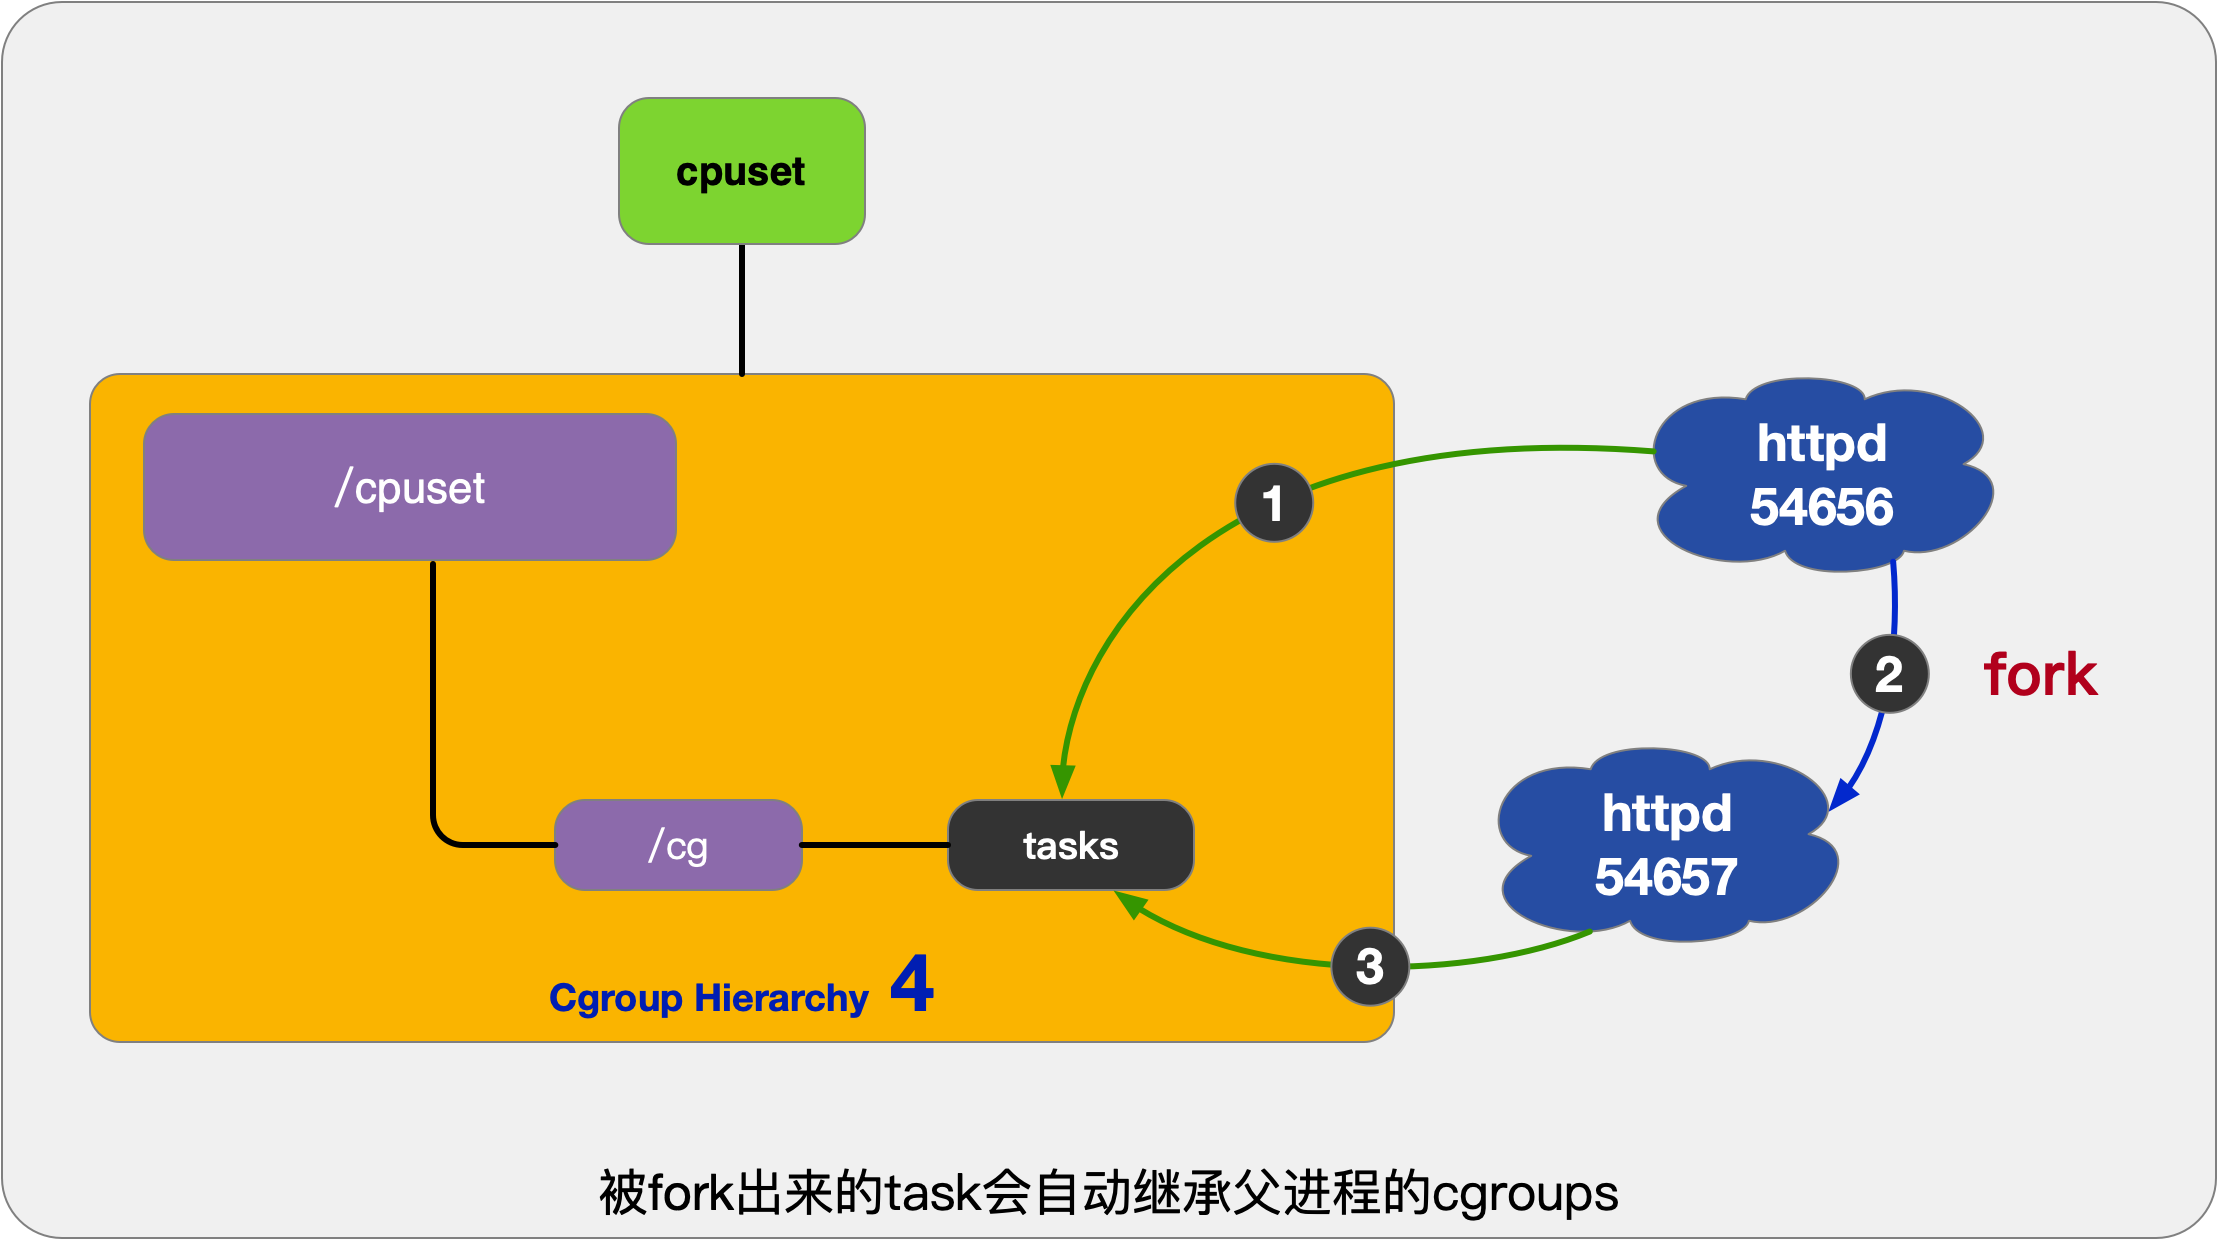 cpuset
/cpuset
1
httpd
54656
2
fork
httpd
54657
/cg
tasks
3
Cgroup Hierarchy 4
被fork出来的task会自动继承父进程的cgroups